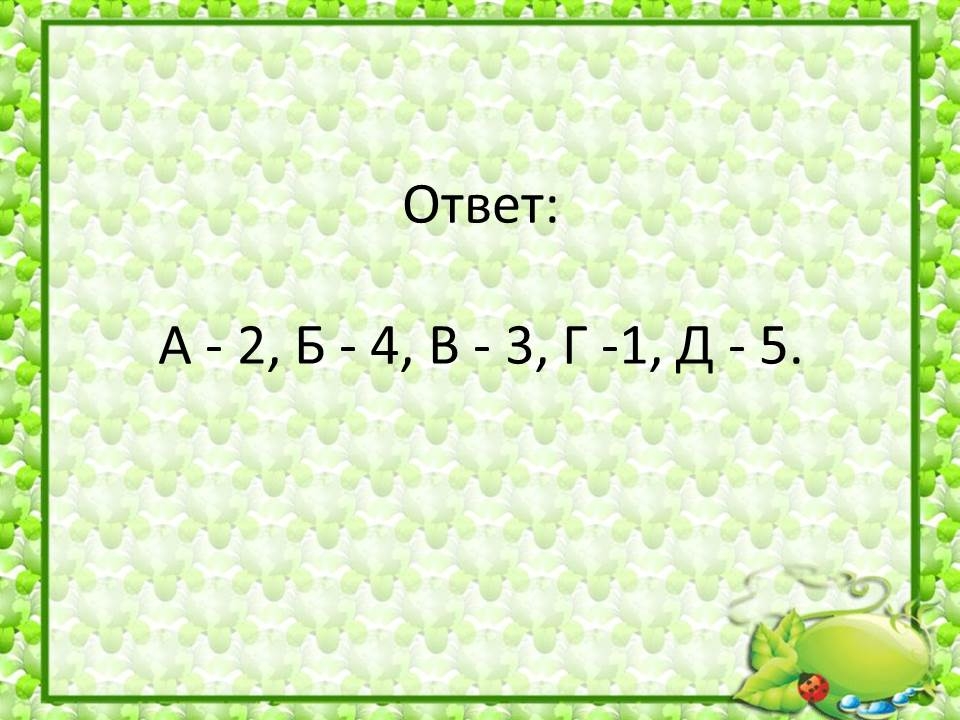 Ответ:
А - 2, Б - 4, В - 3, Г -1, Д - 5.